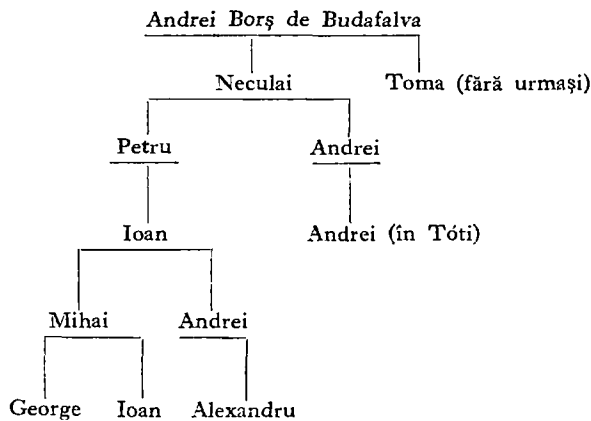 Andrei Borş de Budafalva
Neculai Toma (fără urmaşi)
Petru Andrei
Ioan Andrei (în Tóti)
Mihai Andrei
George Ioan Alexandru